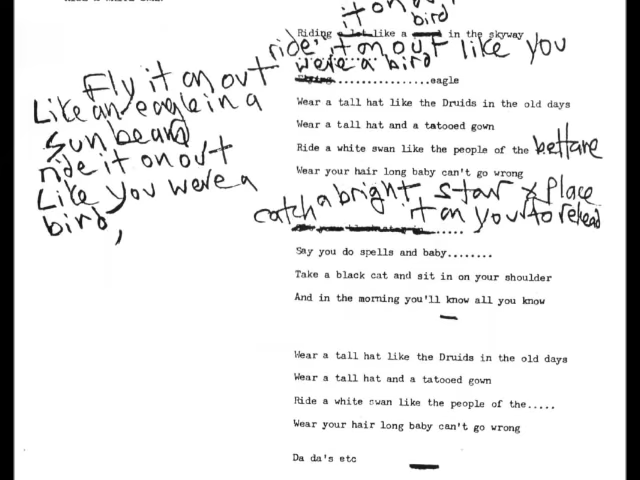 it on ou
bird
Riding like a in the skyway
ride, it on out like you
were a bird
................eagle
Fly it on out
Like an eagle in a
sunbeam
ride it on out
Like you were a
bird,
Wear a tall hat like the Druids in the old days
Wear a tall hat and a tatooed gown
Ride a white swan like the people of the beltane
Wear your hair long baby can't go wrong
catch a bright star & Place
it on your forehead
......
Say you do spells and baby........
Take a black cat and sit in on your shoulder
And in the morning you'll know all you know
Wear a tall hat like the Druids in the old days
Wear a tall hat and a tatooed gown
Ride a white swan like the people of the.....
Wear your hair long baby can't go wrong
Da da's etc